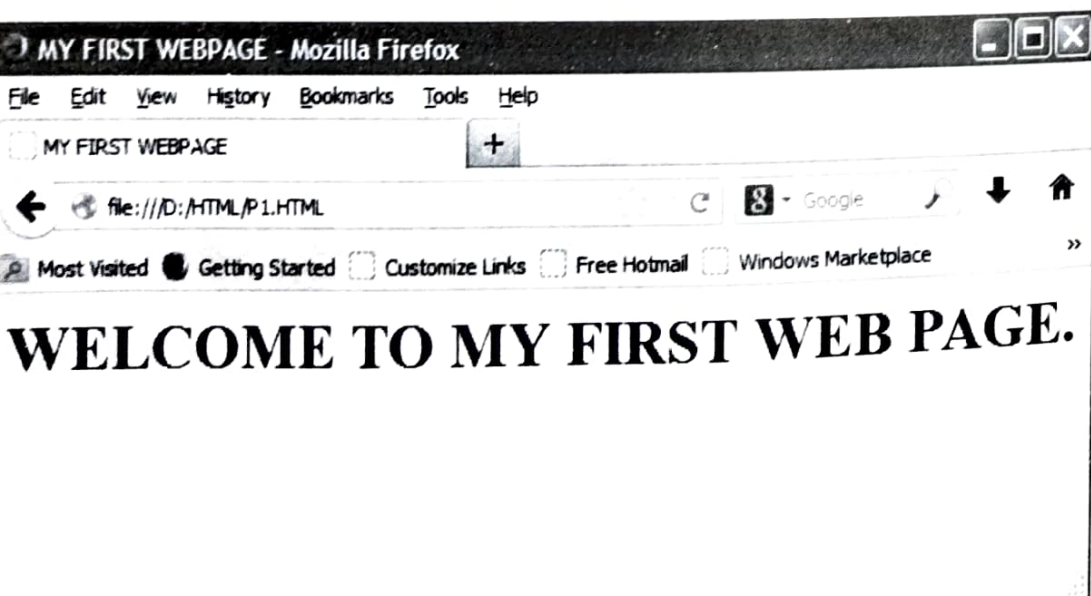 MY FIRST WEBPAGE - Mozilla Firefox
File Edit View History Bookmarks Tools Help
MY FIRST WEBPAGE +
file:///D:/HTML/P1.HTML Google
Most Visited Getting Started Customize Links Free Hotmail Windows Marketplace »
WELCOME TO MY FIRST WEB PAGE.